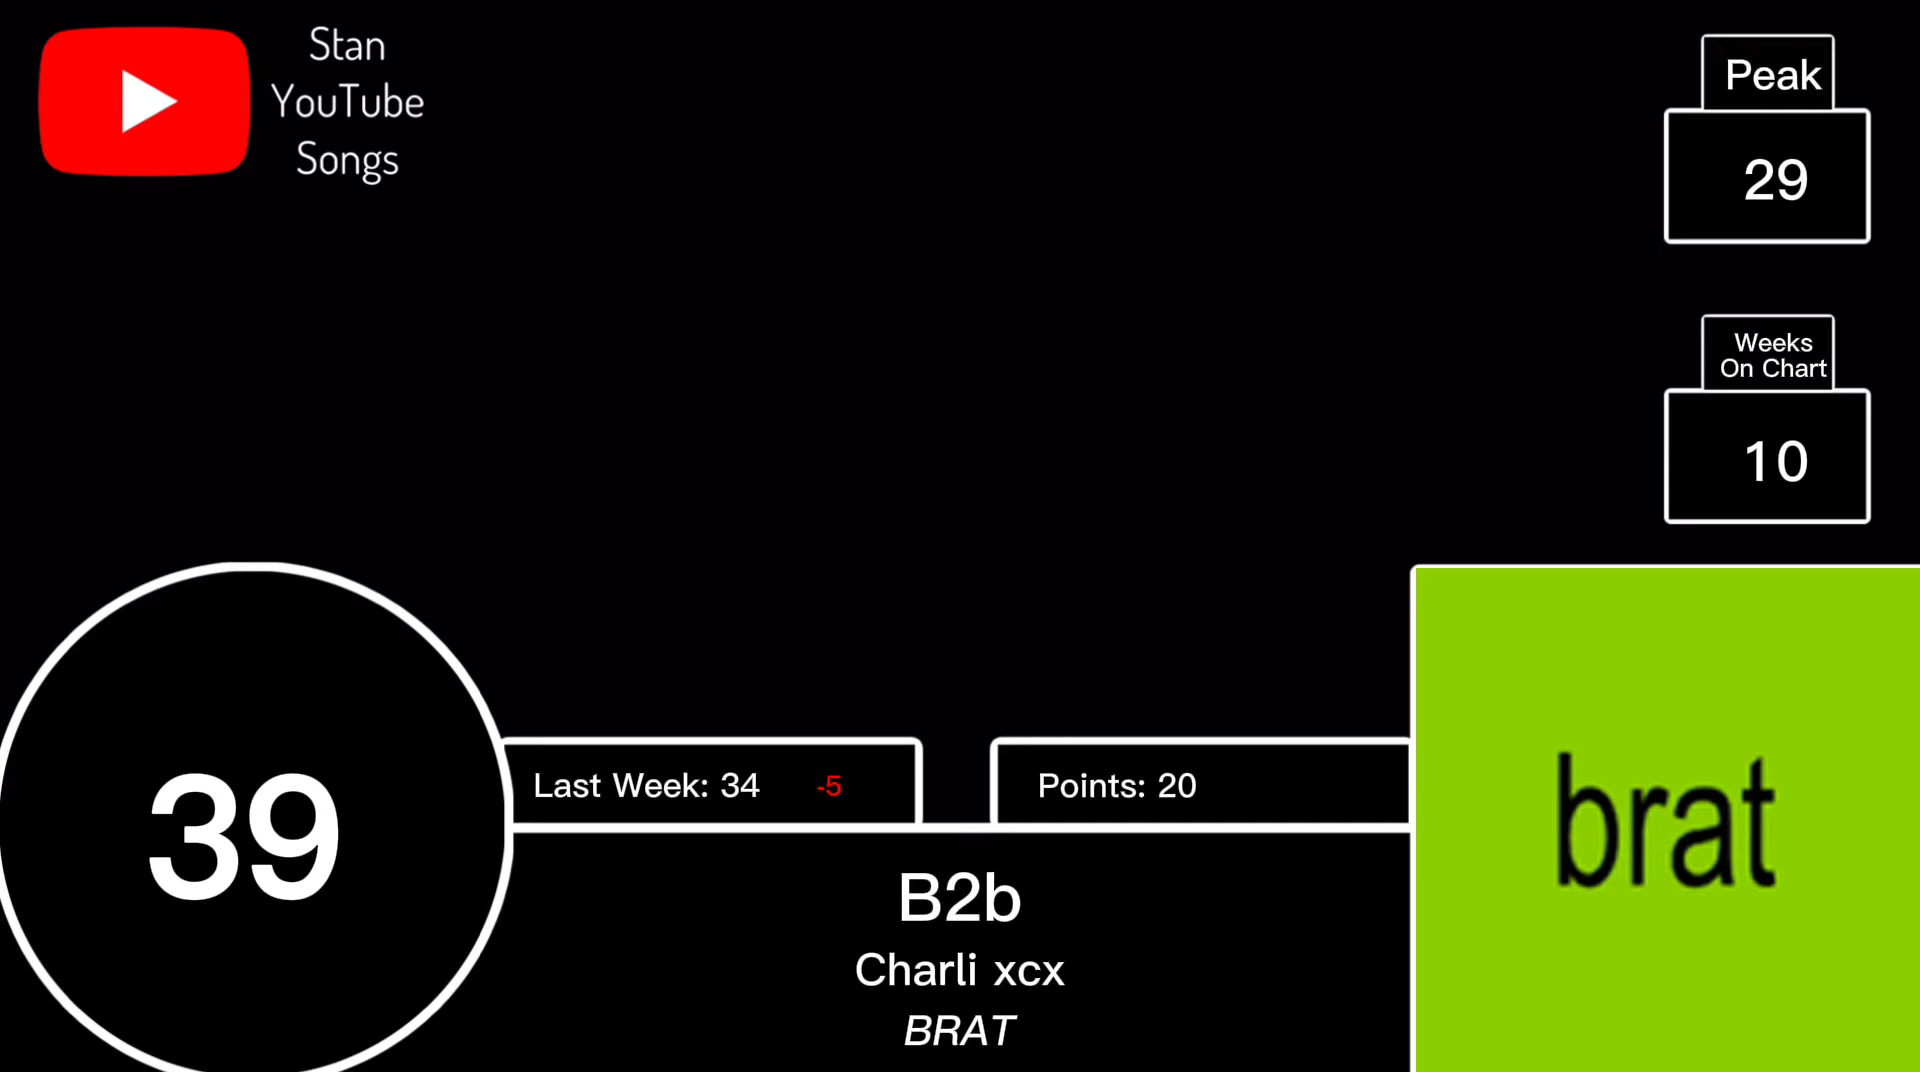 Stan
YouTube
Songs
Peak
29
Weeks
On Chart
10
39
Last Week: 34 -5
Points: 20
B2b
Charli xcx
BRAT
brat